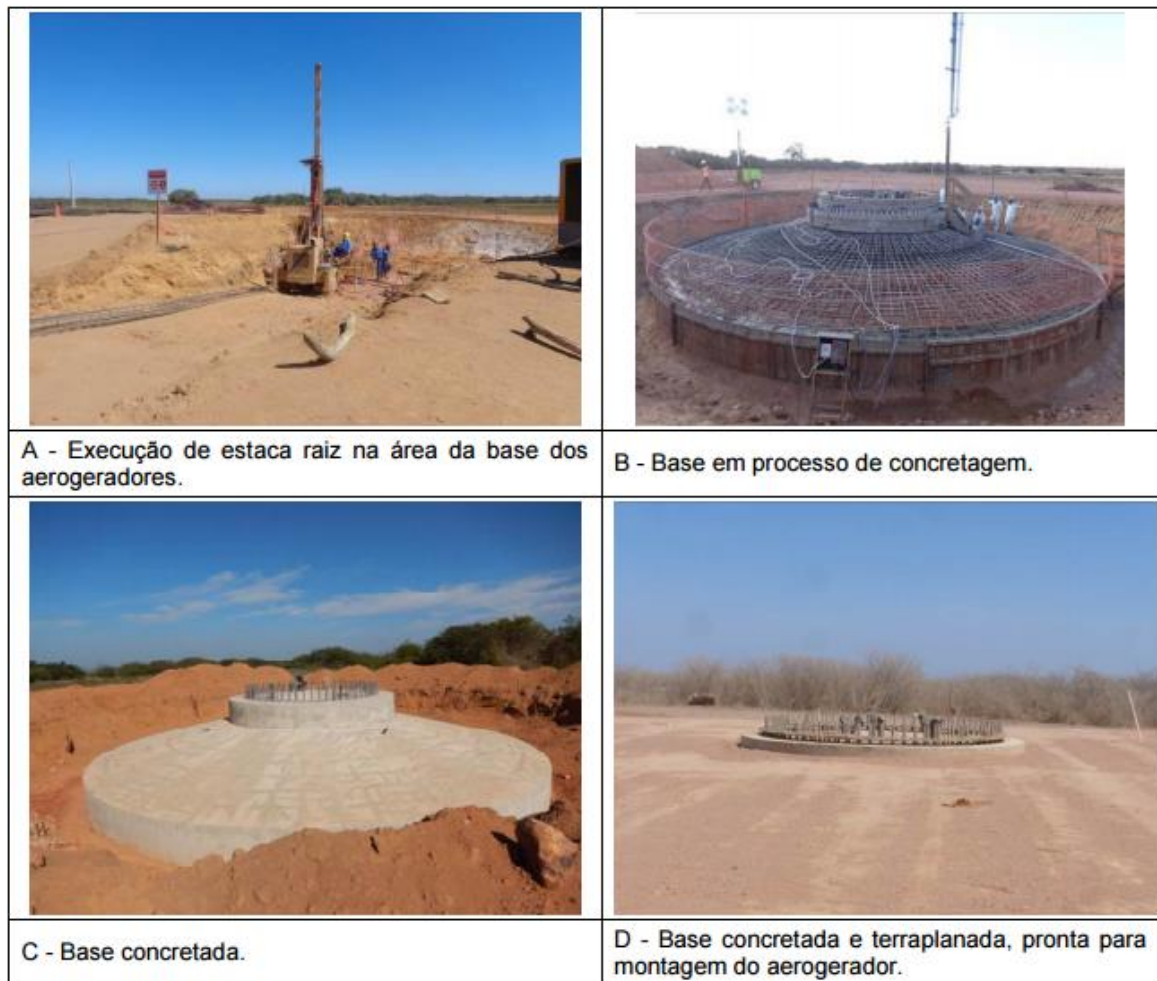 A - Execução de estaca raiz na área da base dos
aerogeradores.
B - Base em processo de concretagem.
C - Base concretada.
D - Base concretada e terraplanada, pronta para
montagem do aerogerador.